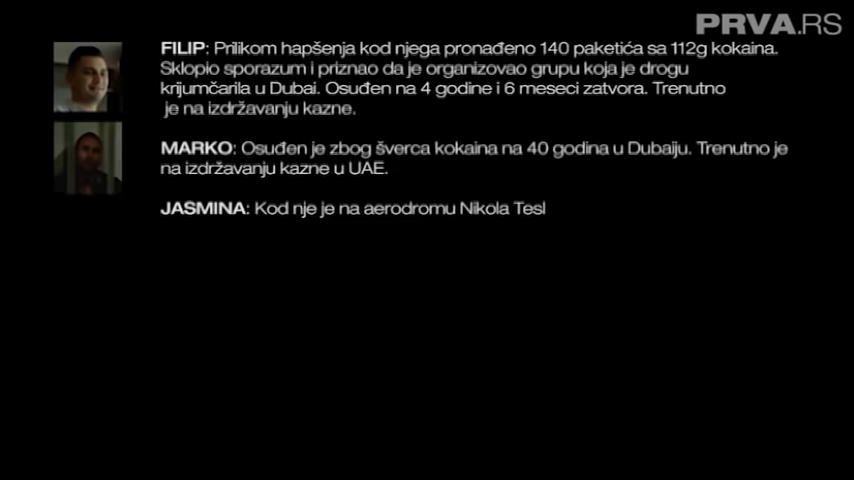 PRVA.RS
FILIP: Prilikom hapšenja kod njega pronađeno 140 paketića sa 112g kokaina.
Sklopio sporazum i priznao da je organizovao grupu koja je drogu
krijumčarila u Dubai. Osuđen na 4 godine i 6 meseci zatvora. Trenutno
je na izdržavanju kazne.
MARKO: Osuđen je zbog šverca kokaina na 40 godina u Dubaiju. Trenutno je
na izdržavanju kazne u UAE.
JASMINA: Kod nje je na aerodromu Nikola Tesl